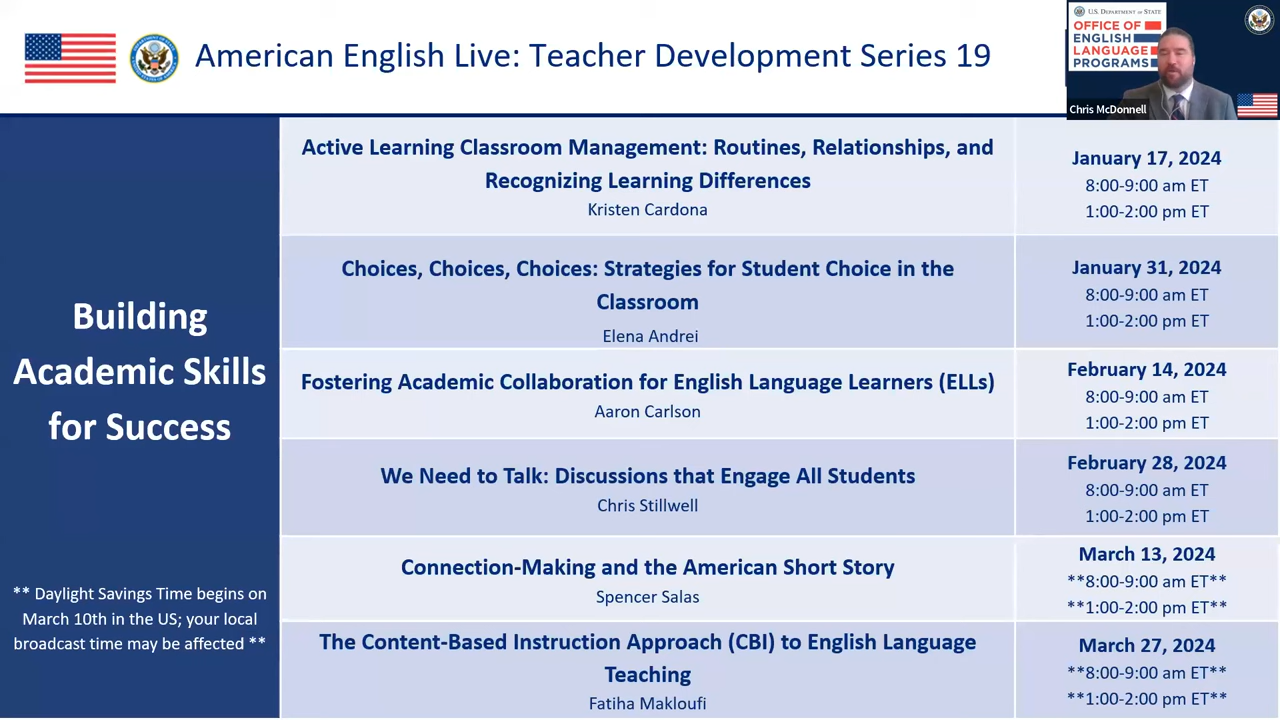 American English Live: Teacher Development Series 19
U.S. DEPARTMENT OF STATE
OFFICE OF
ENGLISH
LANGUAGE
PROGRAMS
Chris McDonnell
Building
Academic Skills
for Success
** Daylight Savings Time begins on
March 10th in the US; your local
broadcast time may be affected **
Active Learning Classroom Management: Routines, Relationships, and
Recognizing Learning Differences
Kristen Cardona
January 17, 2024
8:00-9:00 am ET
1:00-2:00 pm ET
Choices, Choices, Choices: Strategies for Student Choice in the
Classroom
Elena Andrei
January 31, 2024
8:00-9:00 am ET
1:00-2:00 pm ET
Fostering Academic Collaboration for English Language Learners (ELLs)
Aaron Carlson
February 14, 2024
8:00-9:00 am ET
1:00-2:00 pm ET
We Need to Talk: Discussions that Engage All Students
Chris Stillwell
February 28, 2024
8:00-9:00 am ET
1:00-2:00 pm ET
Connection-Making and the American Short Story
Spencer Salas
March 13, 2024
**8:00-9:00 am ET**
**1:00-2:00 pm ET**
The Content-Based Instruction Approach (CBI) to English Language
Teaching
Fatiha Makloufi
March 27, 2024
**8:00-9:00 am ET**
**1:00-2:00 pm ET**